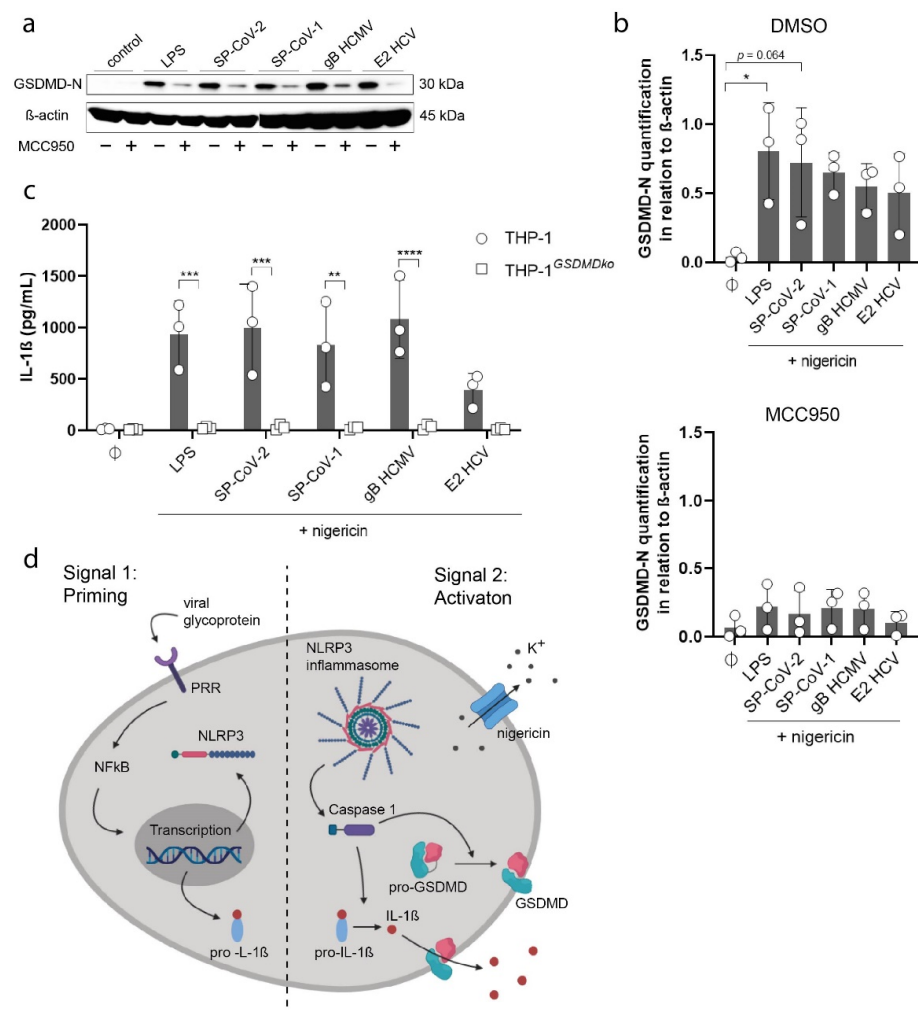 a
control LPS SP-CoV-2 SP-CoV-1 gB HCMV E2 HCV
GSDMD-N 30 kDa
ß-actin 45 kDa
MCC950 – + – + – + – + – + – +
b
DMSO
GSDMD-N quantification
in relation to ß-actin
1.5
1.0
0.5
0.0
p = 0.064
*
ϕ LPS SP-CoV-2 SP-CoV-1 gB HCMV E2 HCV
+ nigericin
MCC950
GSDMD-N quantification
in relation to ß-actin
1.5
1.0
0.5
0.0
ϕ LPS SP-CoV-2 SP-CoV-1 gB HCMV E2 HCV
+ nigericin
c
IL-1ß (pg/mL)
2000
1500
1000
500
0
*** *** ** ****
THP-1
THP-1GSDMDko
ϕ LPS SP-CoV-2 SP-CoV-1 gB HCMV E2 HCV
+ nigericin
d
Signal 1:
Priming
viral
glycoprotein
PRR
NLRP3
NFkB
Transcription
pro -L-1ß
Signal 2:
Activaton
NLRP3
inflammasome
K+
nigericin
Caspase 1
pro-GSDMD
GSDMD
IL-1ß
pro-IL-1ß